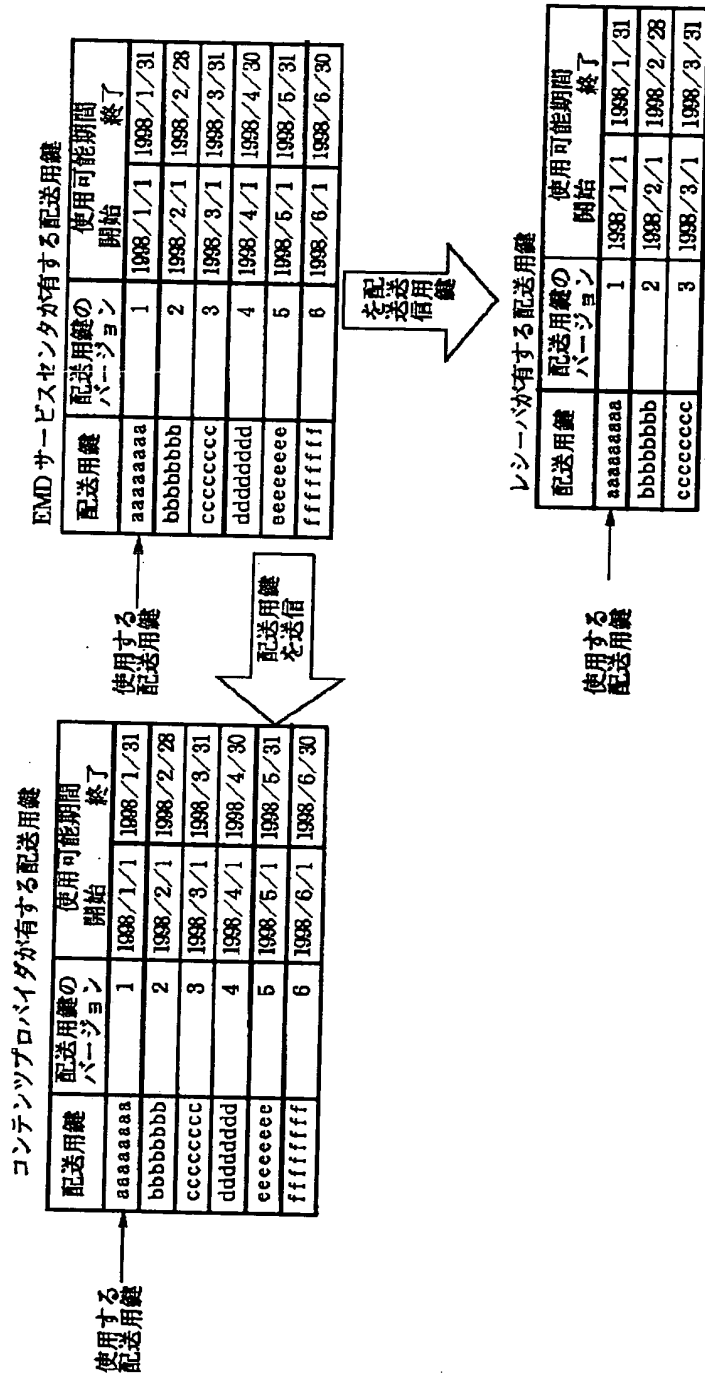 EMDサービスセンタが有する配送用鍵
配送用鍵 配送用鍵のバージョン 使用可能期間 開始 終了
aaaaaaaa 1 1998/1/1 1998/1/31
bbbbbbbb 2 1998/2/1 1998/2/28
cccccccc 3 1998/3/1 1998/3/31
dddddddd 4 1998/4/1 1998/4/30
eeeeeeee 5 1998/5/1 1998/5/31
ffffffff 6 1998/6/1 1998/6/30
使用する
配送用鍵
配送用鍵
を送信
配送用鍵
を送信
コンテンツプロバイダが有する配送用鍵
配送用鍵 配送用鍵のバージョン 使用可能期間 開始 終了
aaaaaaaa 1 1998/1/1 1998/1/31
bbbbbbbb 2 1998/2/1 1998/2/28
cccccccc 3 1998/3/1 1998/3/31
dddddddd 4 1998/4/1 1998/4/30
eeeeeeee 5 1998/5/1 1998/5/31
ffffffff 6 1998/6/1 1998/6/30
使用する
配送用鍵
レシーバが有する配送用鍵
配送用鍵 配送用鍵のバージョン 使用可能期間 開始 終了
aaaaaaaa 1 1998/1/1 1998/1/31
bbbbbbbb 2 1998/2/1 1998/2/28
cccccccc 3 1998/3/1 1998/3/31
使用する
配送用鍵